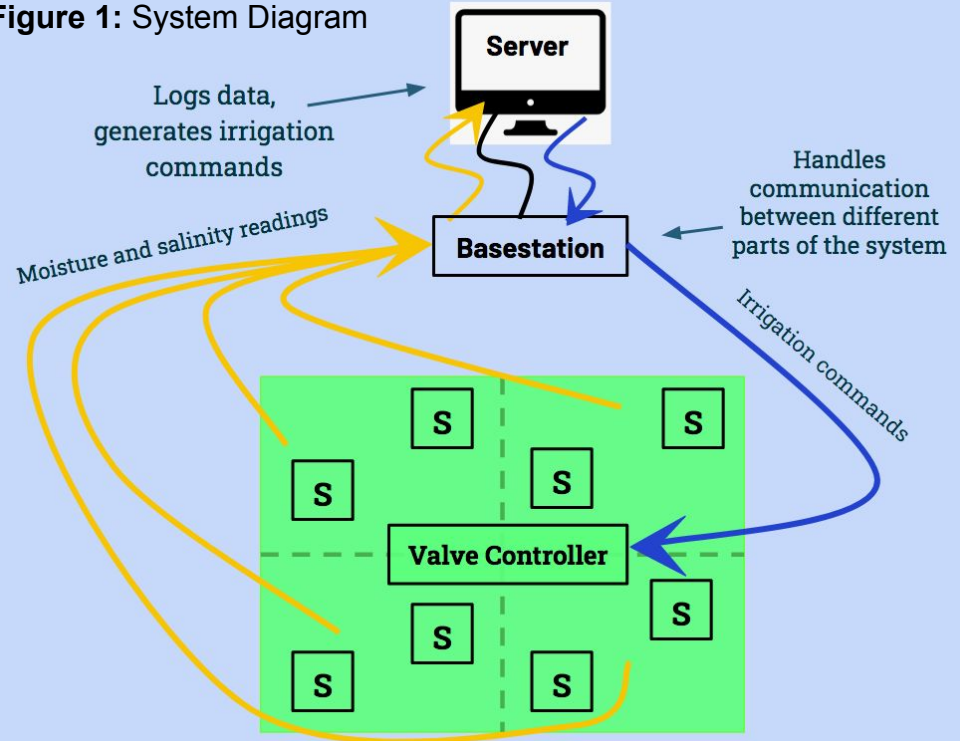 Figure 1: System Diagram
Server
Logs data,
generates irrigation
commands
Handles
communication
between different
parts of the system
Moisture and salinity readings
Basestation
Irrigation commands
S
S
S
S
Valve Controller
S
S
S
S